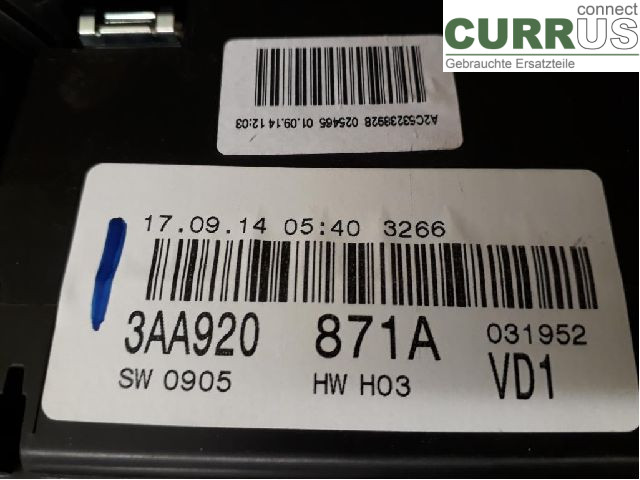 connect
CURRUS
Gebrauchte Ersatzteile
A2C53238928 025465 01.09.14 12:03
17.09.14 05:40 3266
3AA920 871A 031952
SW 0905 HW H03 VD1